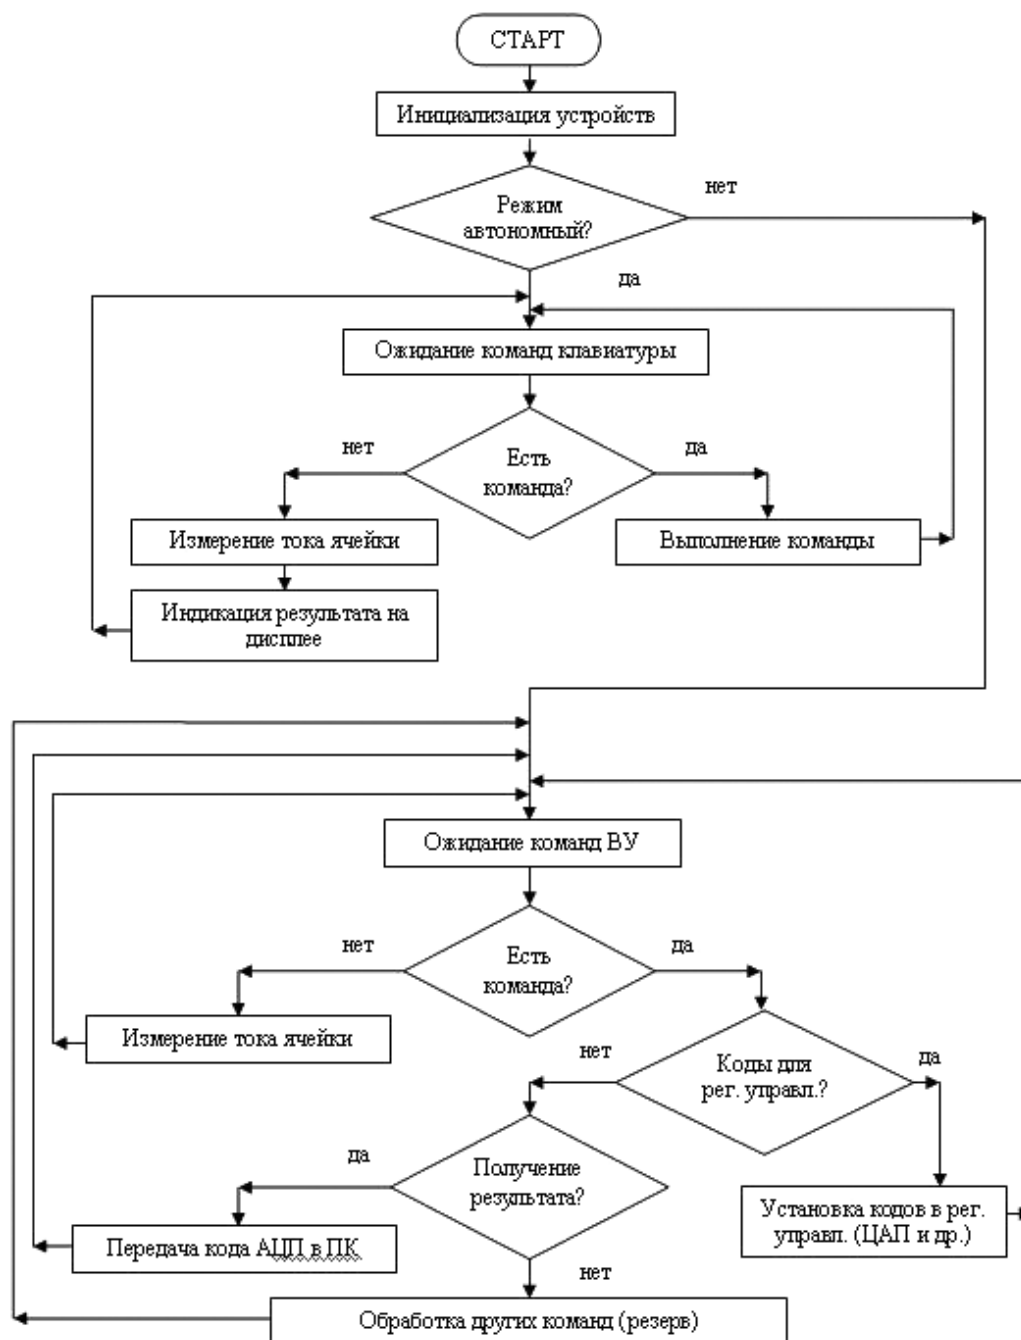 СТАРТ
Инициализация устройств
нет
Режим
автономный?
да
Ожидание команд клавиатуры
нет
да
Есть
команда?
Измерение тока ячейки
Выполнение команды
Индикация результата на
дисплее
Ожидание команд ВУ
нет
да
Есть
команда?
Измерение тока ячейки
нет
да
Коды для
рег. управл.?
да
Получение
результата?
Установка кодов в рег.
управл. (ЦАП и др.)
Передача кода АЦП в ПК
нет
Обработка других команд (резерв)